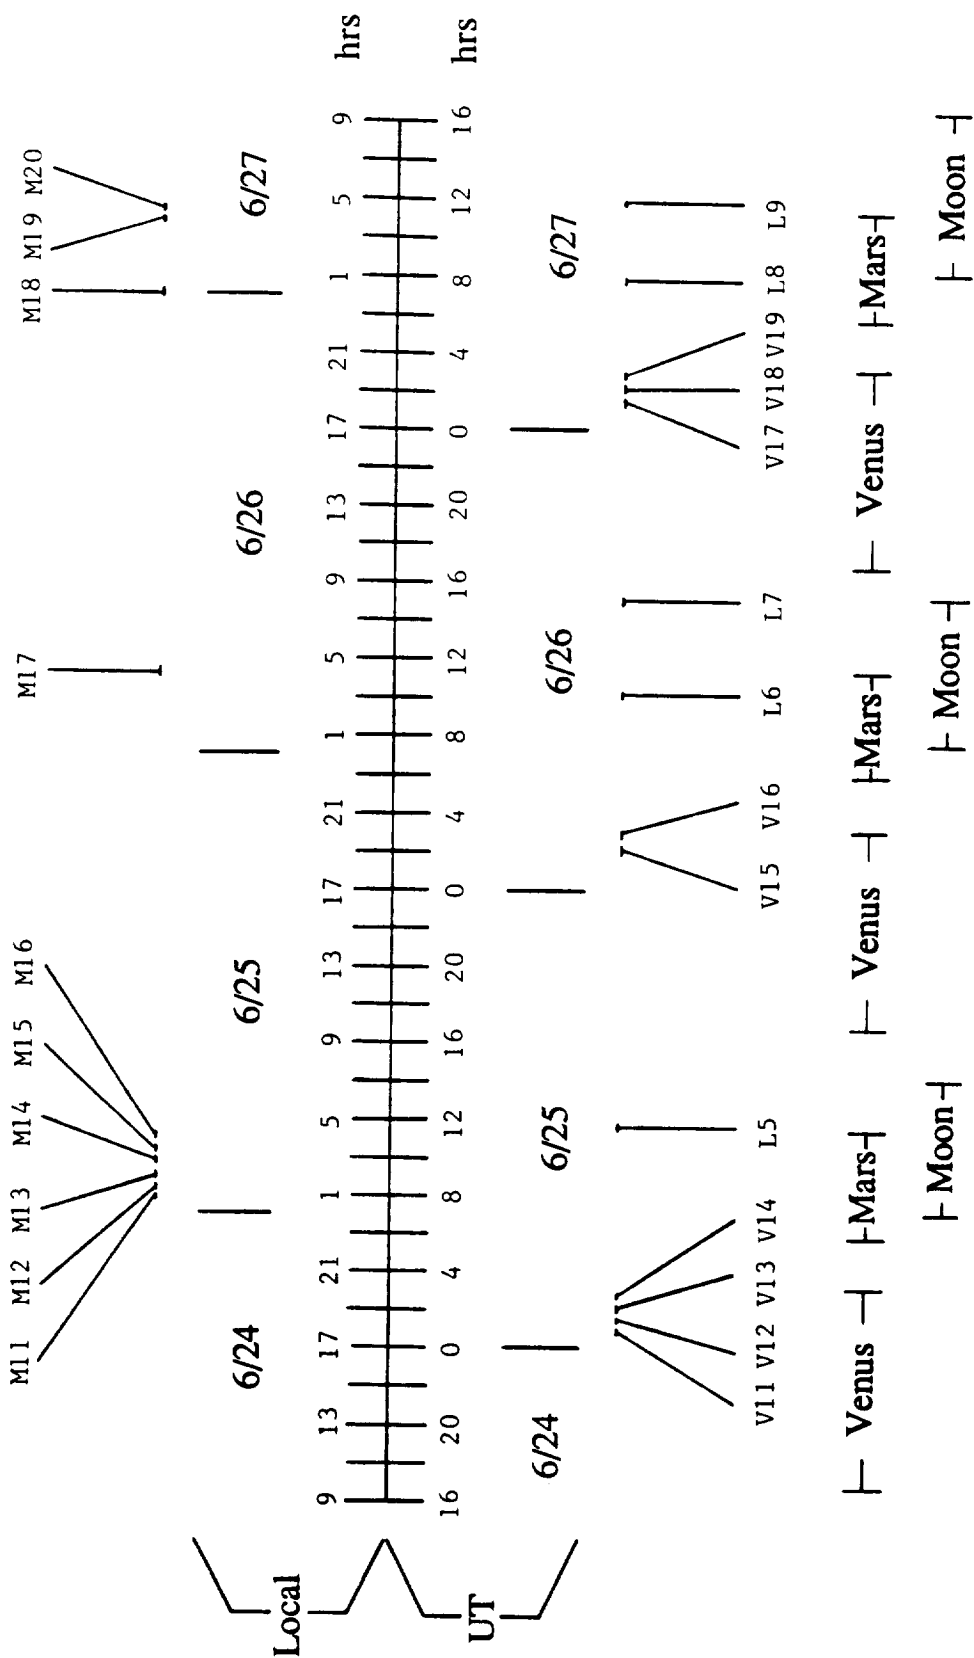 M11 M12 M13 M14 M15 M16 M17 M18 M19 M20
6/24 6/25 6/26 6/27
Local 9 13 17 21 1 5 9 13 17 21 1 5 9 13 17 21 1 5 9 hrs
UT 16 20 0 4 8 12 16 20 0 4 8 12 16 20 0 4 8 12 16 hrs
6/24 6/25 6/26 6/27
V11 V12 V13 V14 L5 V15 V16 L6 L7 V17 V18 V19 L8 L9
Venus Mars Venus Mars Venus Mars
Moon Moon Moon